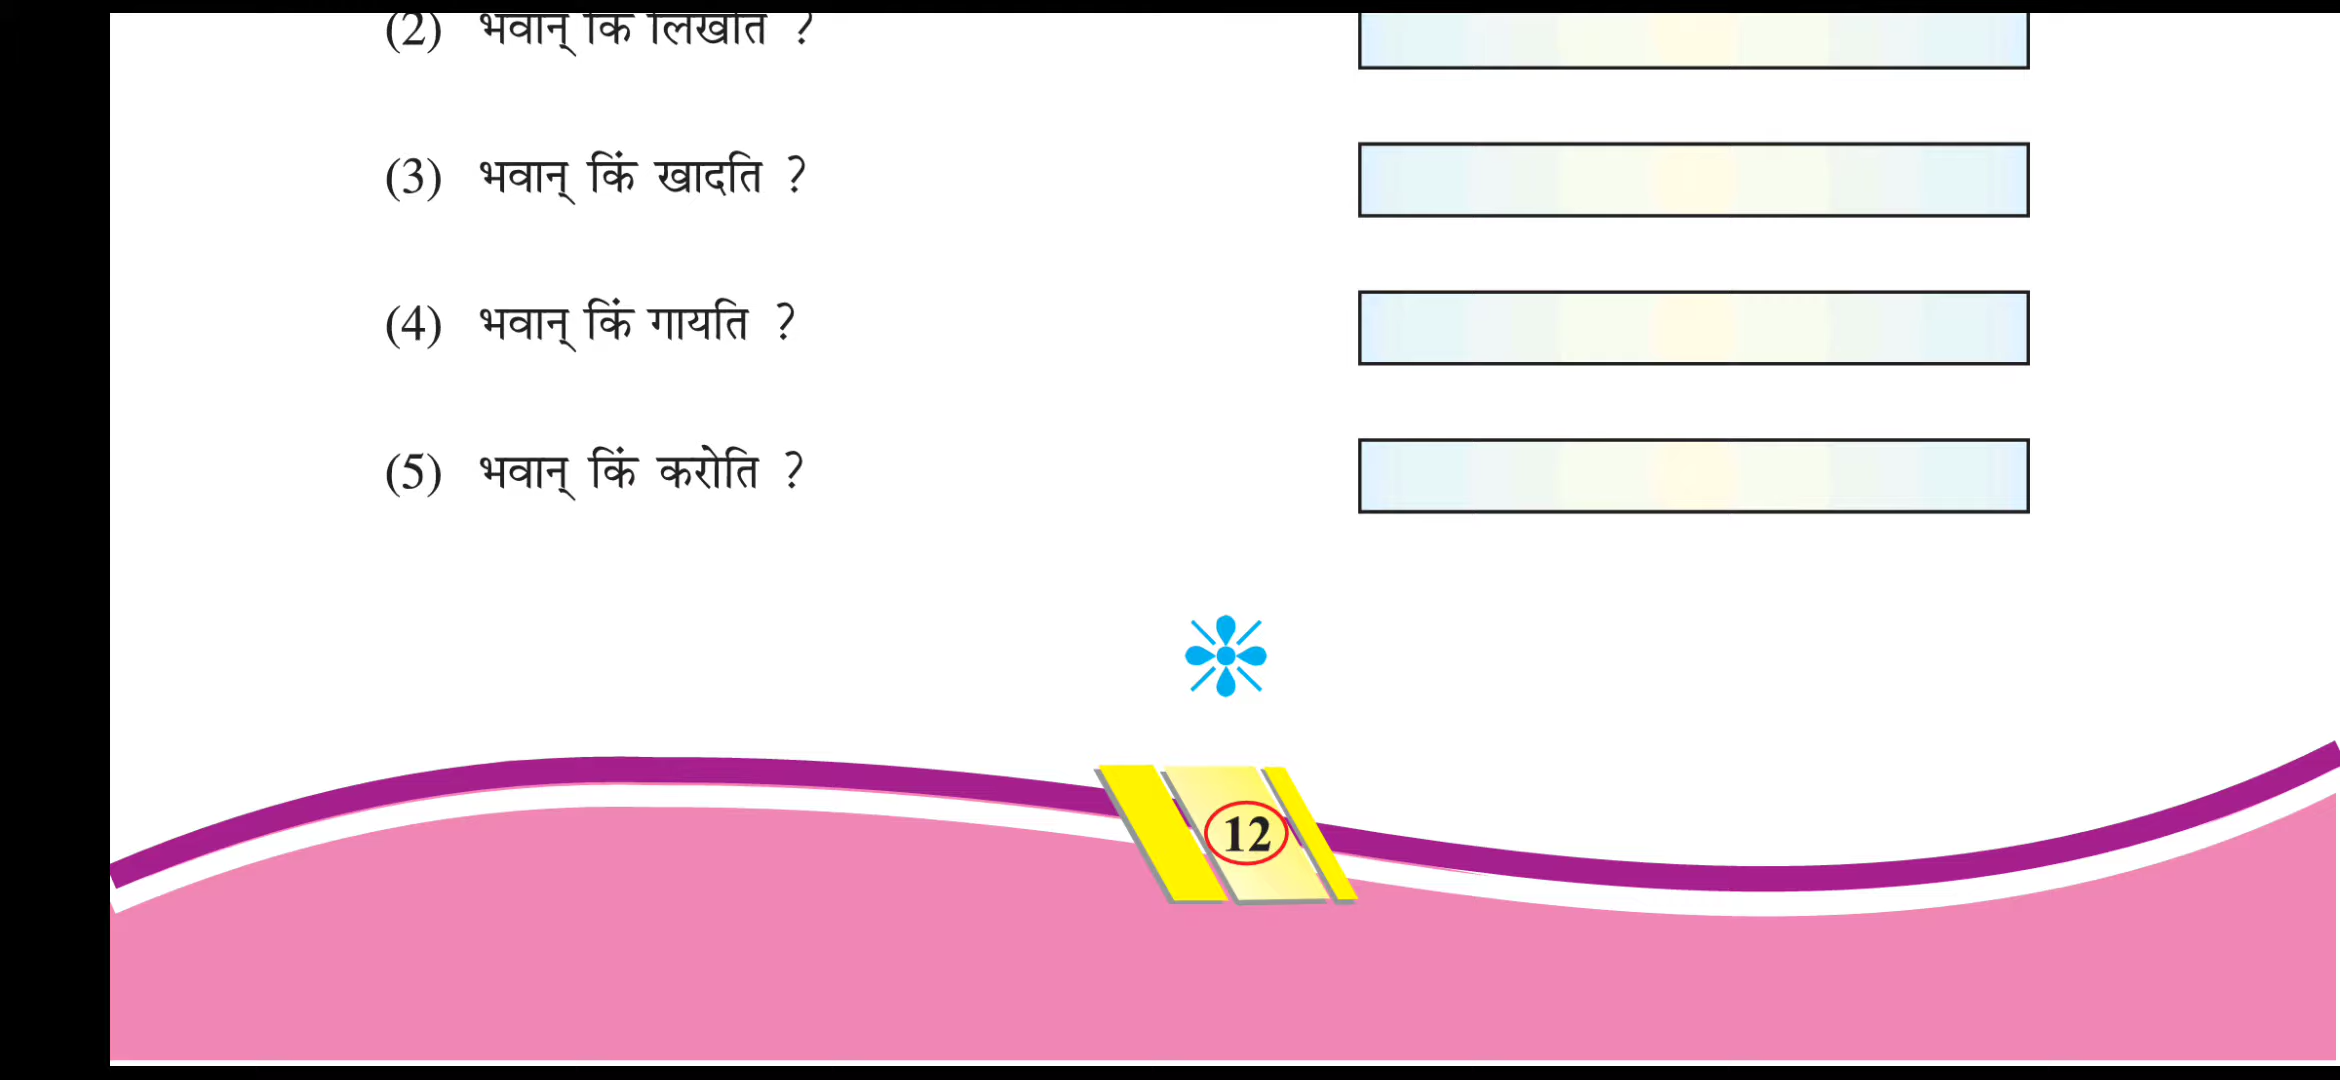 (2) भवान् किं लिखति ?
(3) भवान् किं खादति ?
(4) भवान् किं गायति ?
(5) भवान् किं करोति ?
12